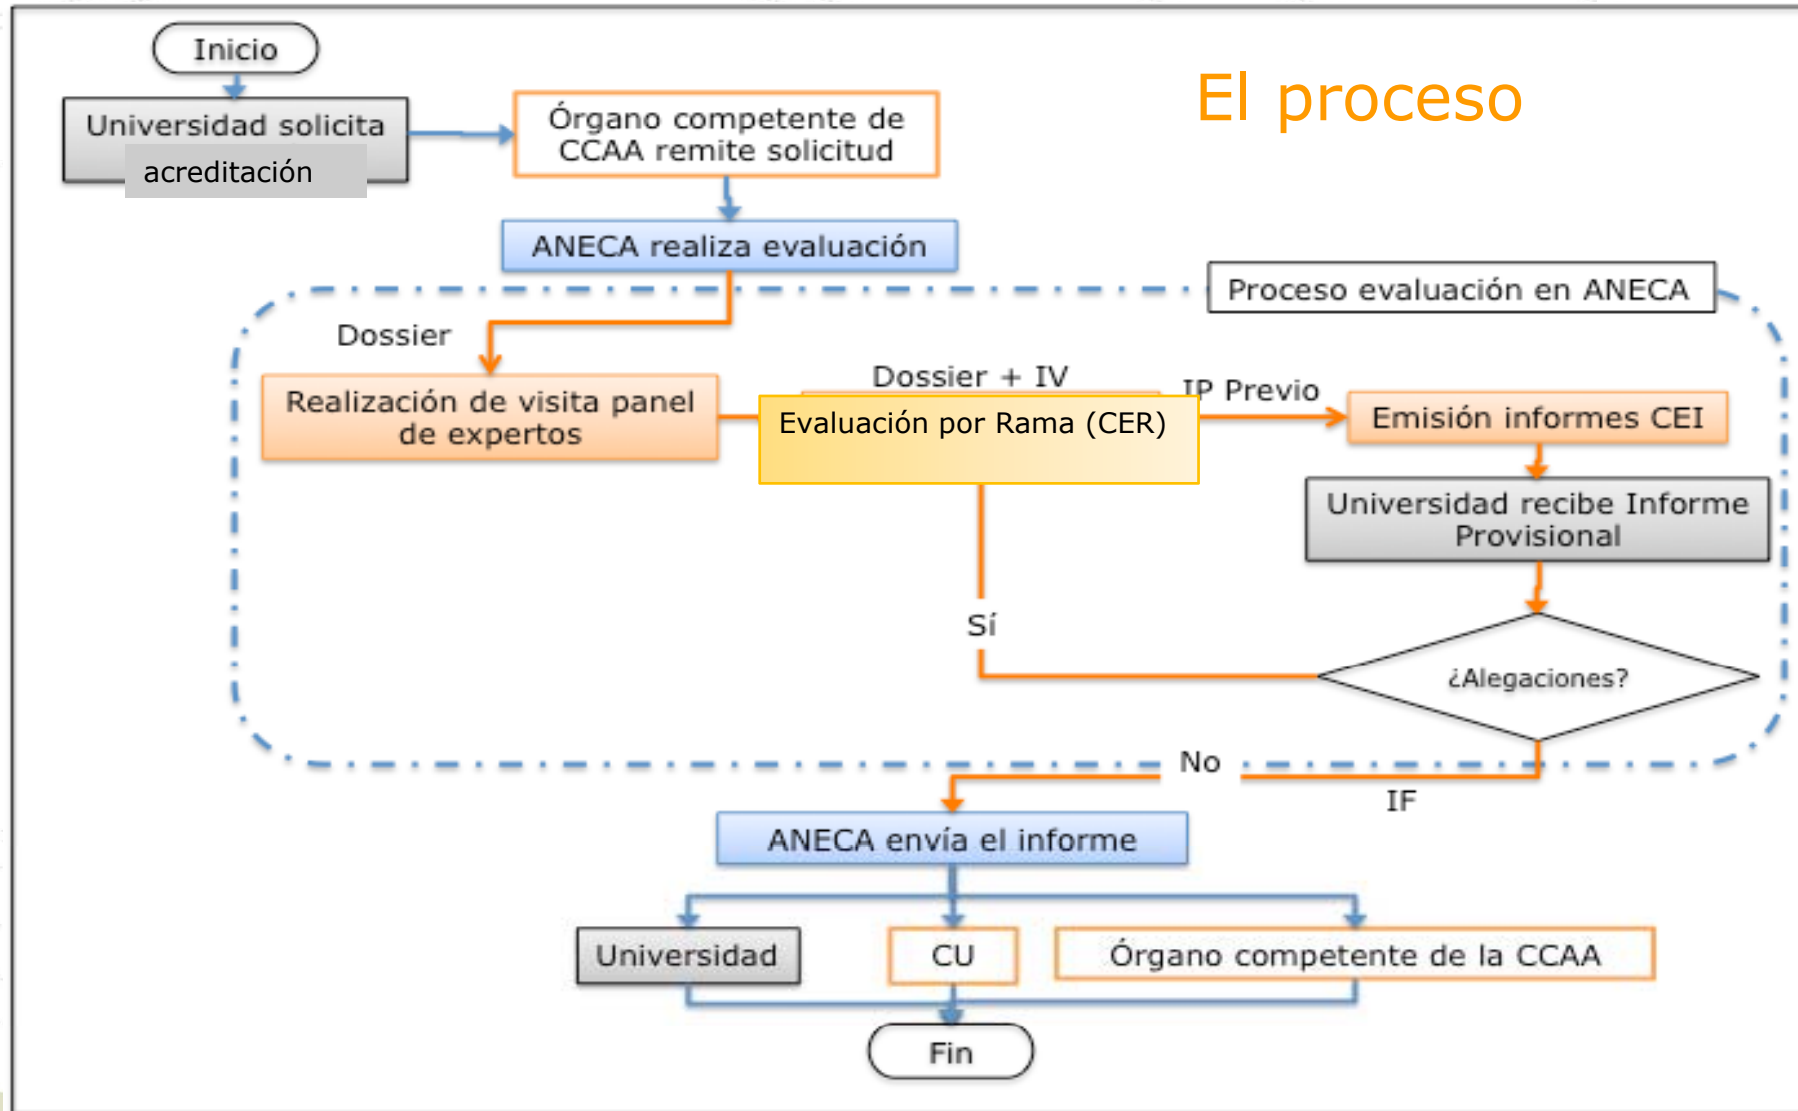 Inicio
El proceso
Universidad solicita
acreditación
Órgano competente de
CCAA remite solicitud
ANECA realiza evaluación
Proceso evaluación en ANECA
Dossier
Realización de visita panel
de expertos
Dossier + IV
Evaluación por Rama (CER)
IP Previo
Emisión informes CEI
Universidad recibe Informe
Provisional
Sí
¿Alegaciones?
No
IF
ANECA envía el informe
Universidad
CU
Órgano competente de la CCAA
Fin